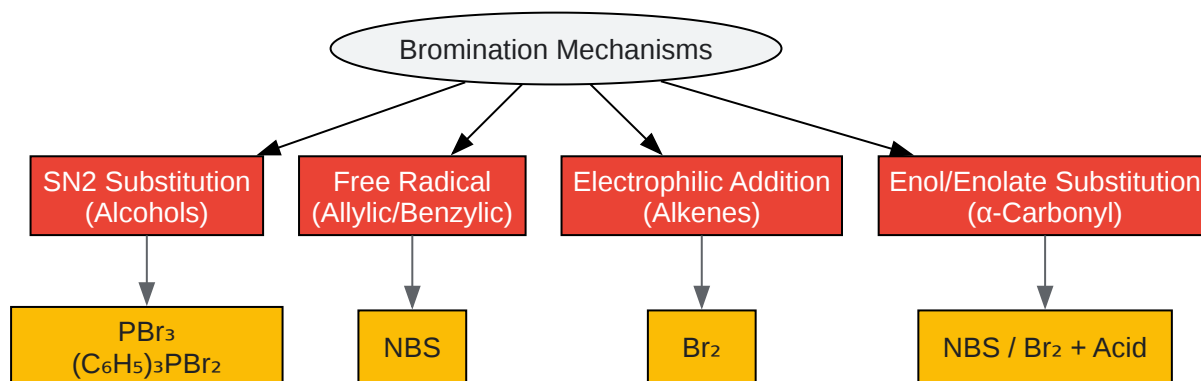 Bromination Mechanisms
SN2 Substitution
(Alcohols)
Free Radical
(Allylic/Benzylic)
Electrophilic Addition
(Alkenes)
Enol/Enolate Substitution
(α-Carbonyl)
PBr₃
(C₆H₅)₃PBr₂
NBS
Br₂
NBS / Br₂ + Acid